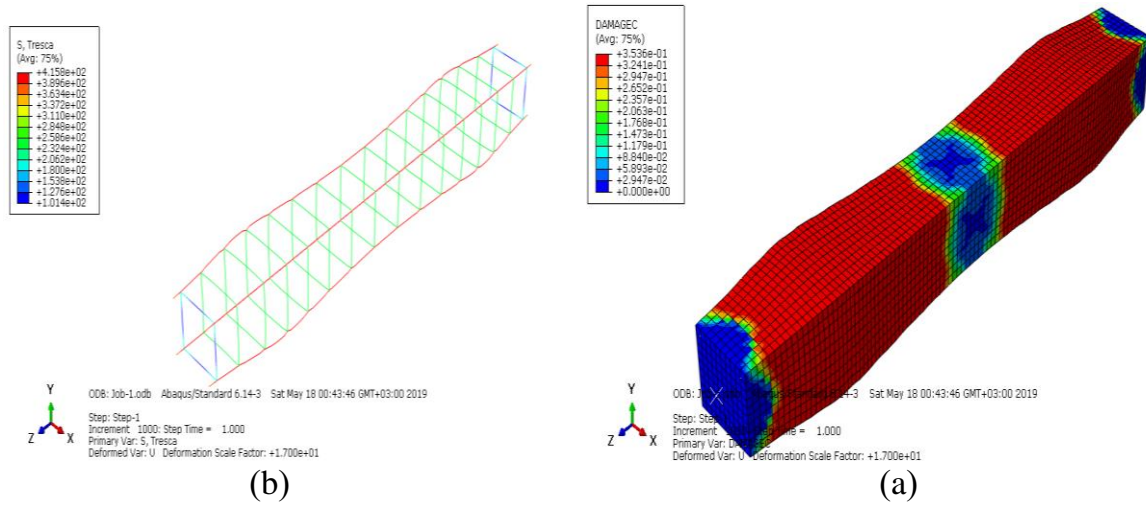 S, Tresca
(Avg: 75%)
+4.158e+02
+3.896e+02
+3.634e+02
+3.372e+02
+3.110e+02
+2.848e+02
+2.586e+02
+2.324e+02
+2.062e+02
+1.800e+02
+1.538e+02
+1.276e+02
+1.014e+02
Y
Z X
ODB: Job-1.odb Abaqus/Standard 6.14-3 Sat May 18 00:43:46 GMT+03:00 2019
Step: Step-1
Increment 1000: Step Time = 1.000
Primary Var: S, Tresca
Deformed Var: U Deformation Scale Factor: +1.700e+01
(b)
DAMAGEC
(Avg: 75%)
+3.536e-01
+3.241e-01
+2.947e-01
+2.652e-01
+2.357e-01
+2.063e-01
+1.768e-01
+1.473e-01
+1.179e-01
+8.840e-02
+5.893e-02
+2.947e-02
+0.000e+00
Y
Z X
ODB: 6.14-3 Sat May 18 00:43:46 GMT+03:00 2019
Step:
Increment Time = 1.000
Primary Var:
Deformed Var: U Deformation Scale Factor: +1.700e+01
(a)